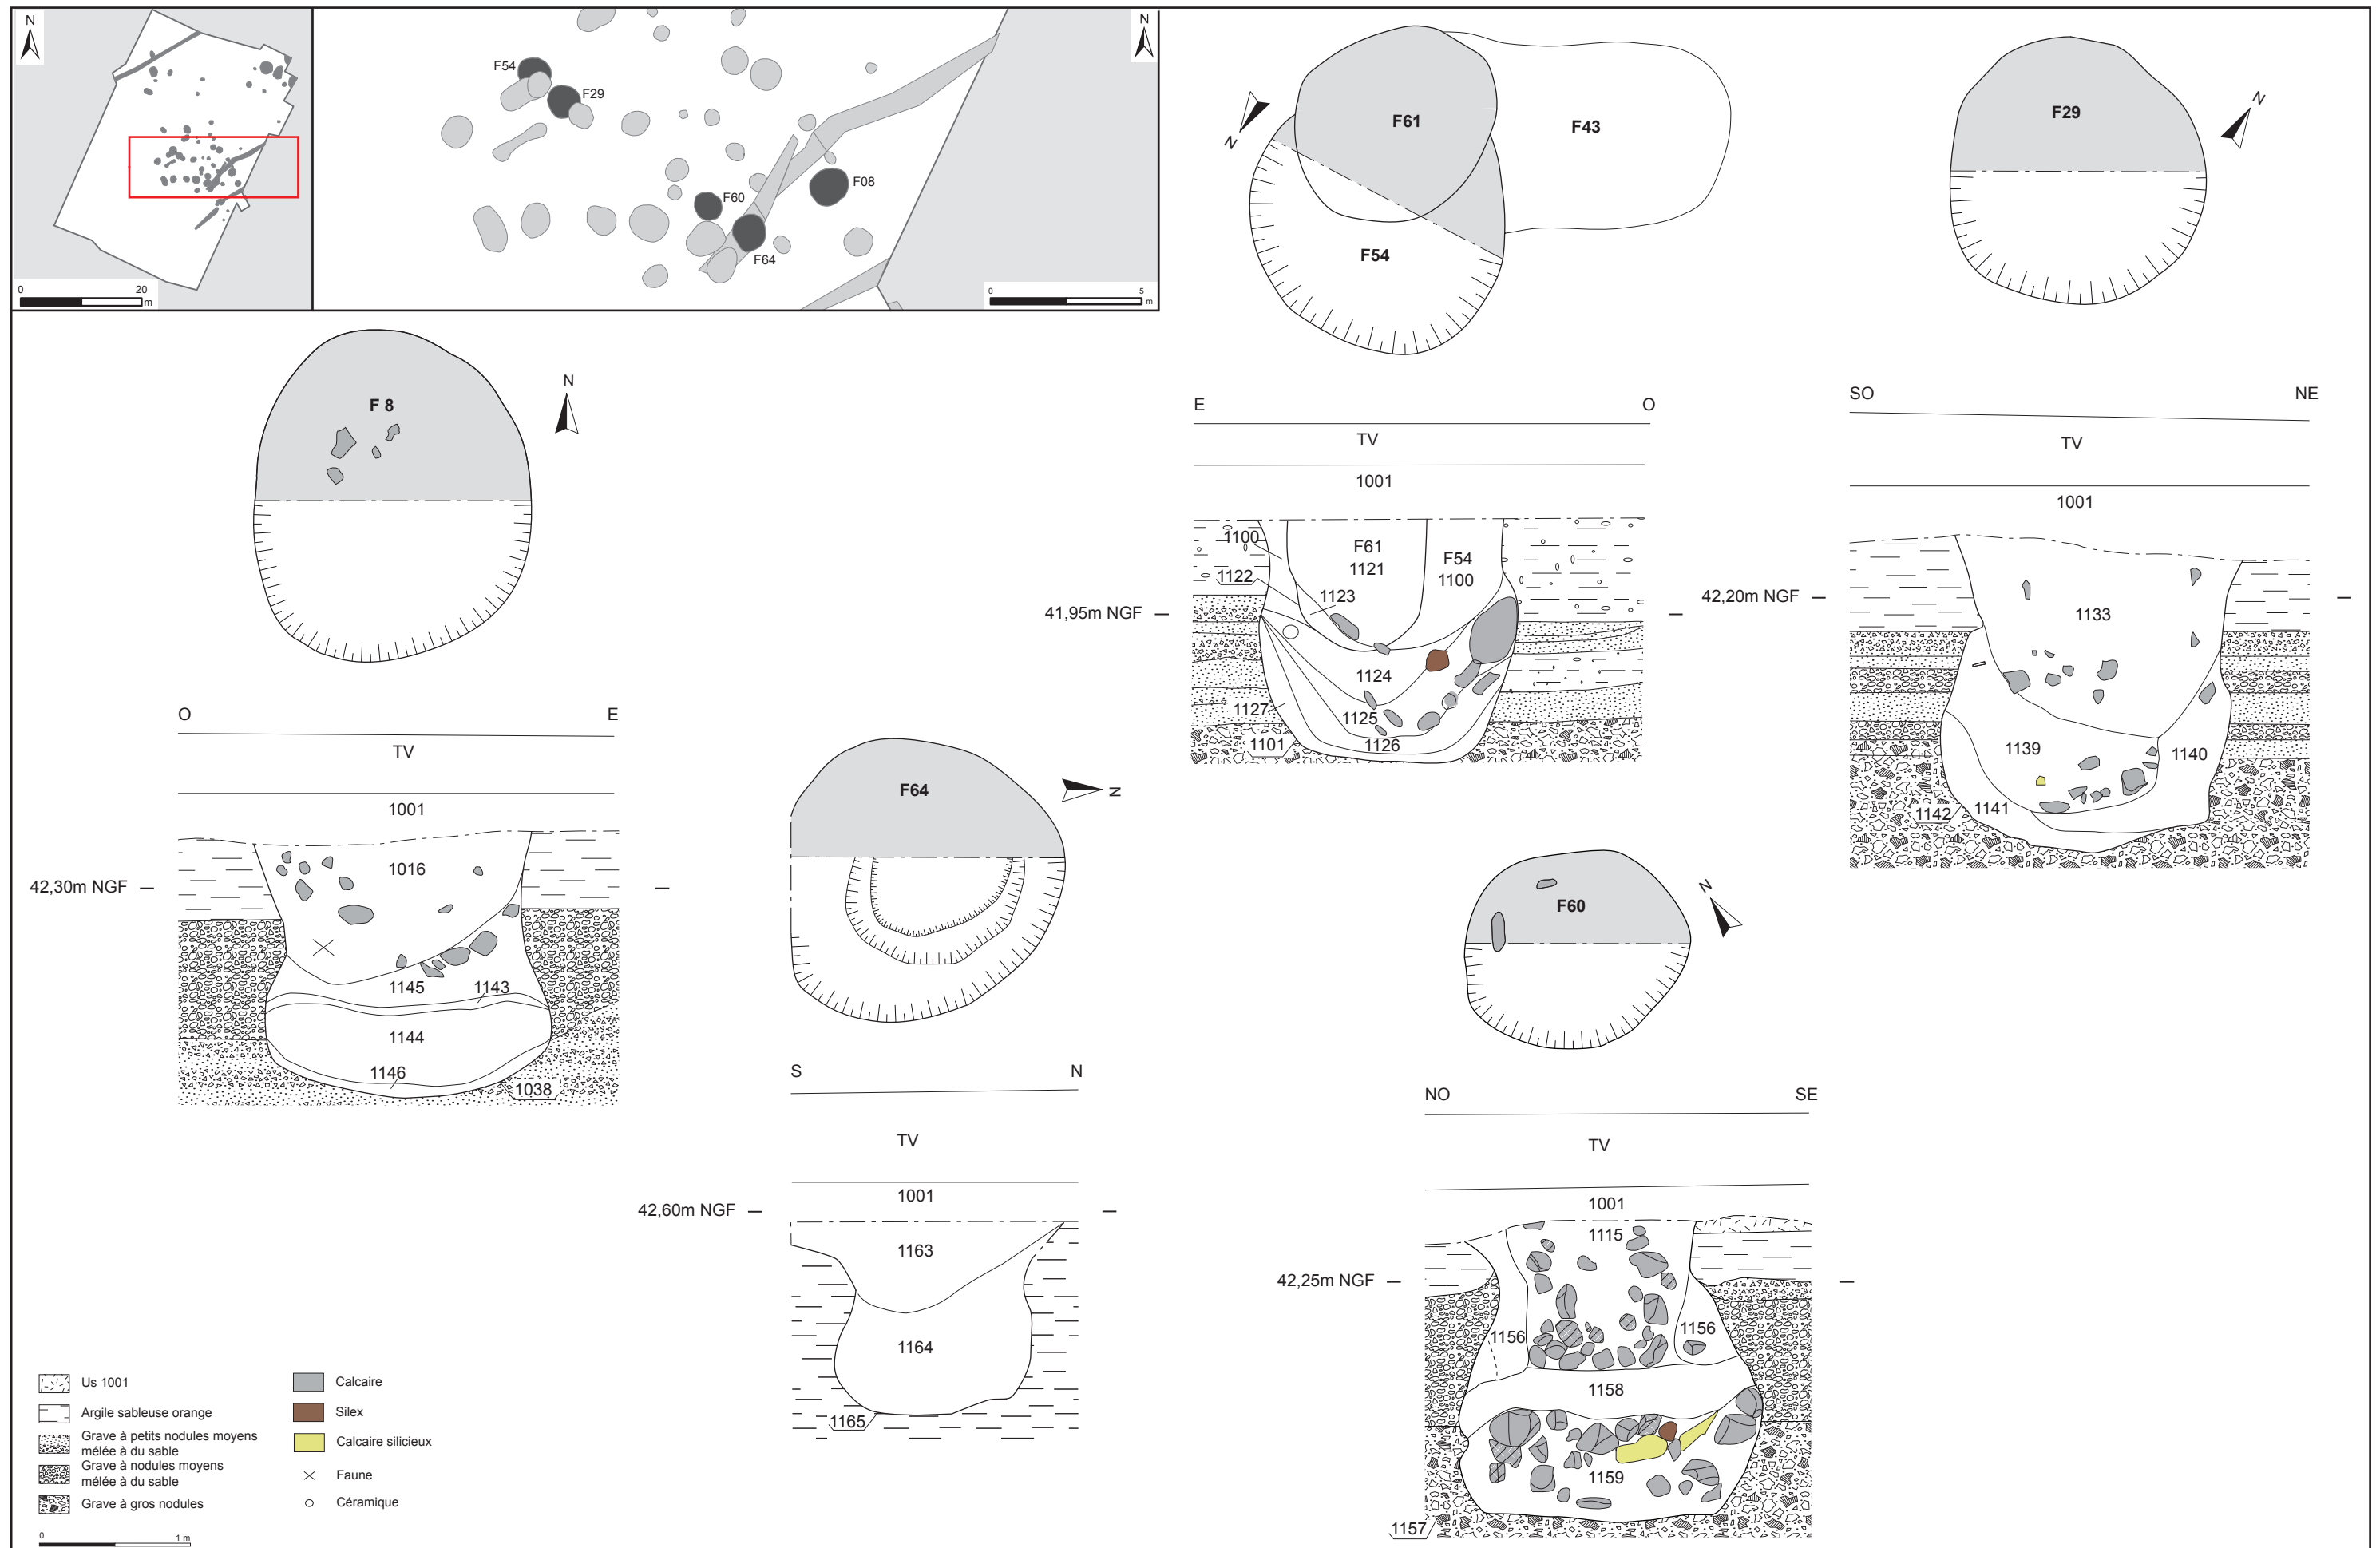 N
0
20
m
N
F54
F29
F60
F08
F64
0
5
m
N
F61
F43
F54
F29
N
E
O
TV
1001
1100
F61
1121
F54
1100
1122
1123
41,95m NGF
1124
1127
1125
1101
1126
SO
NE
TV
1001
42,20m NGF
1133
1139
1140
1141
1142
F 8
N
O
E
TV
1001
1016
42,30m NGF
1145
1143
1144
1146
1038
F64
N
S
N
TV
1001
42,60m NGF
1163
1164
1165
F60
N
NO
SE
TV
1001
1115
42,25m NGF
1156
1156
1158
1159
1157
Us 1001
Argile sableuse orange
Grave à petits nodules moyens
mélée à du sable
Grave à nodules moyens
mélée à du sable
Grave à gros nodules
Calcaire
Silex
Calcaire silicieux
Faune
Céramique
0
1 m